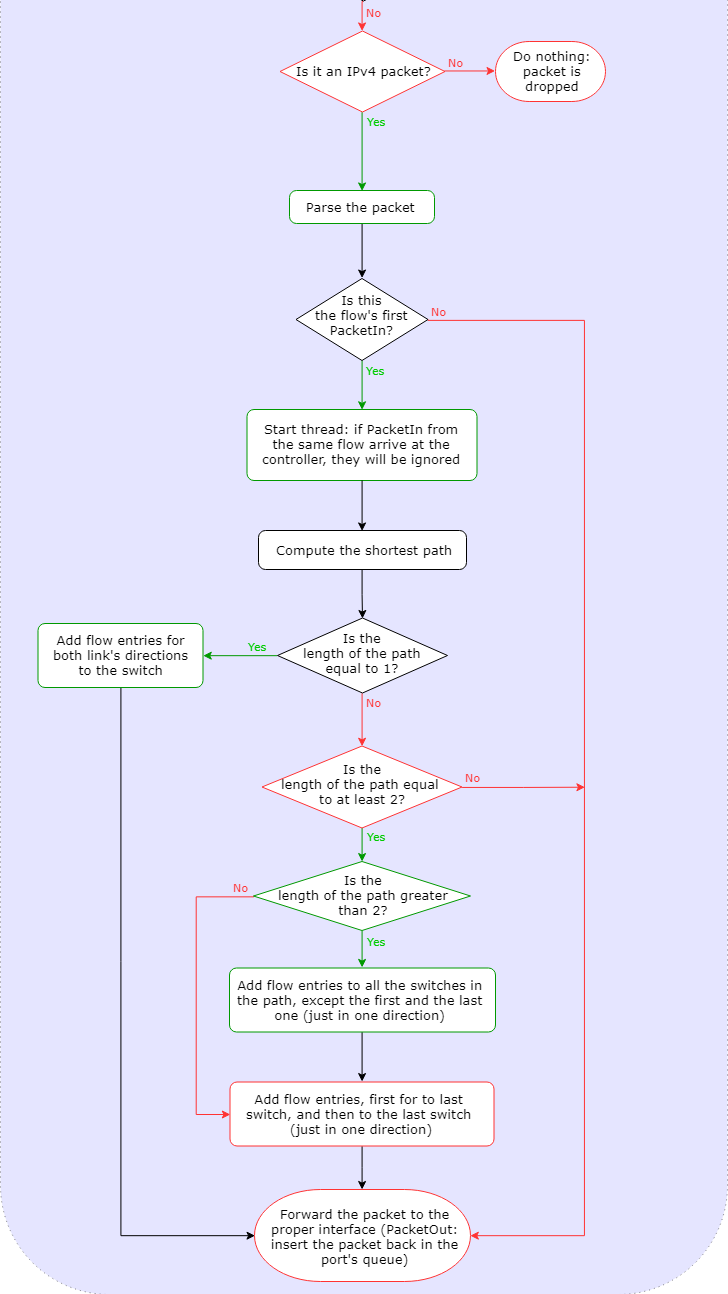 No
Is it an IPv4 packet?
No
Do nothing:
packet is
dropped
Yes
Parse the packet
Is this
the flow's first
PacketIn?
No
Yes
Start thread: if PacketIn from
the same flow arrive at the
controller, they will be ignored
Compute the shortest path
Is the
length of the path
equal to 1?
Yes
Add flow entries for
both link's directions
to the switch
No
Is the
length of the path equal
to at least 2?
No
Yes
Is the
length of the path greater
than 2?
No
Yes
Add flow entries to all the switches in
the path, except the first and the last
one (just in one direction)
Add flow entries, first for to last
switch, and then to the last switch
(just in one direction)
Forward the packet to the
proper interface (PacketOut:
insert the packet back in the
port's queue)